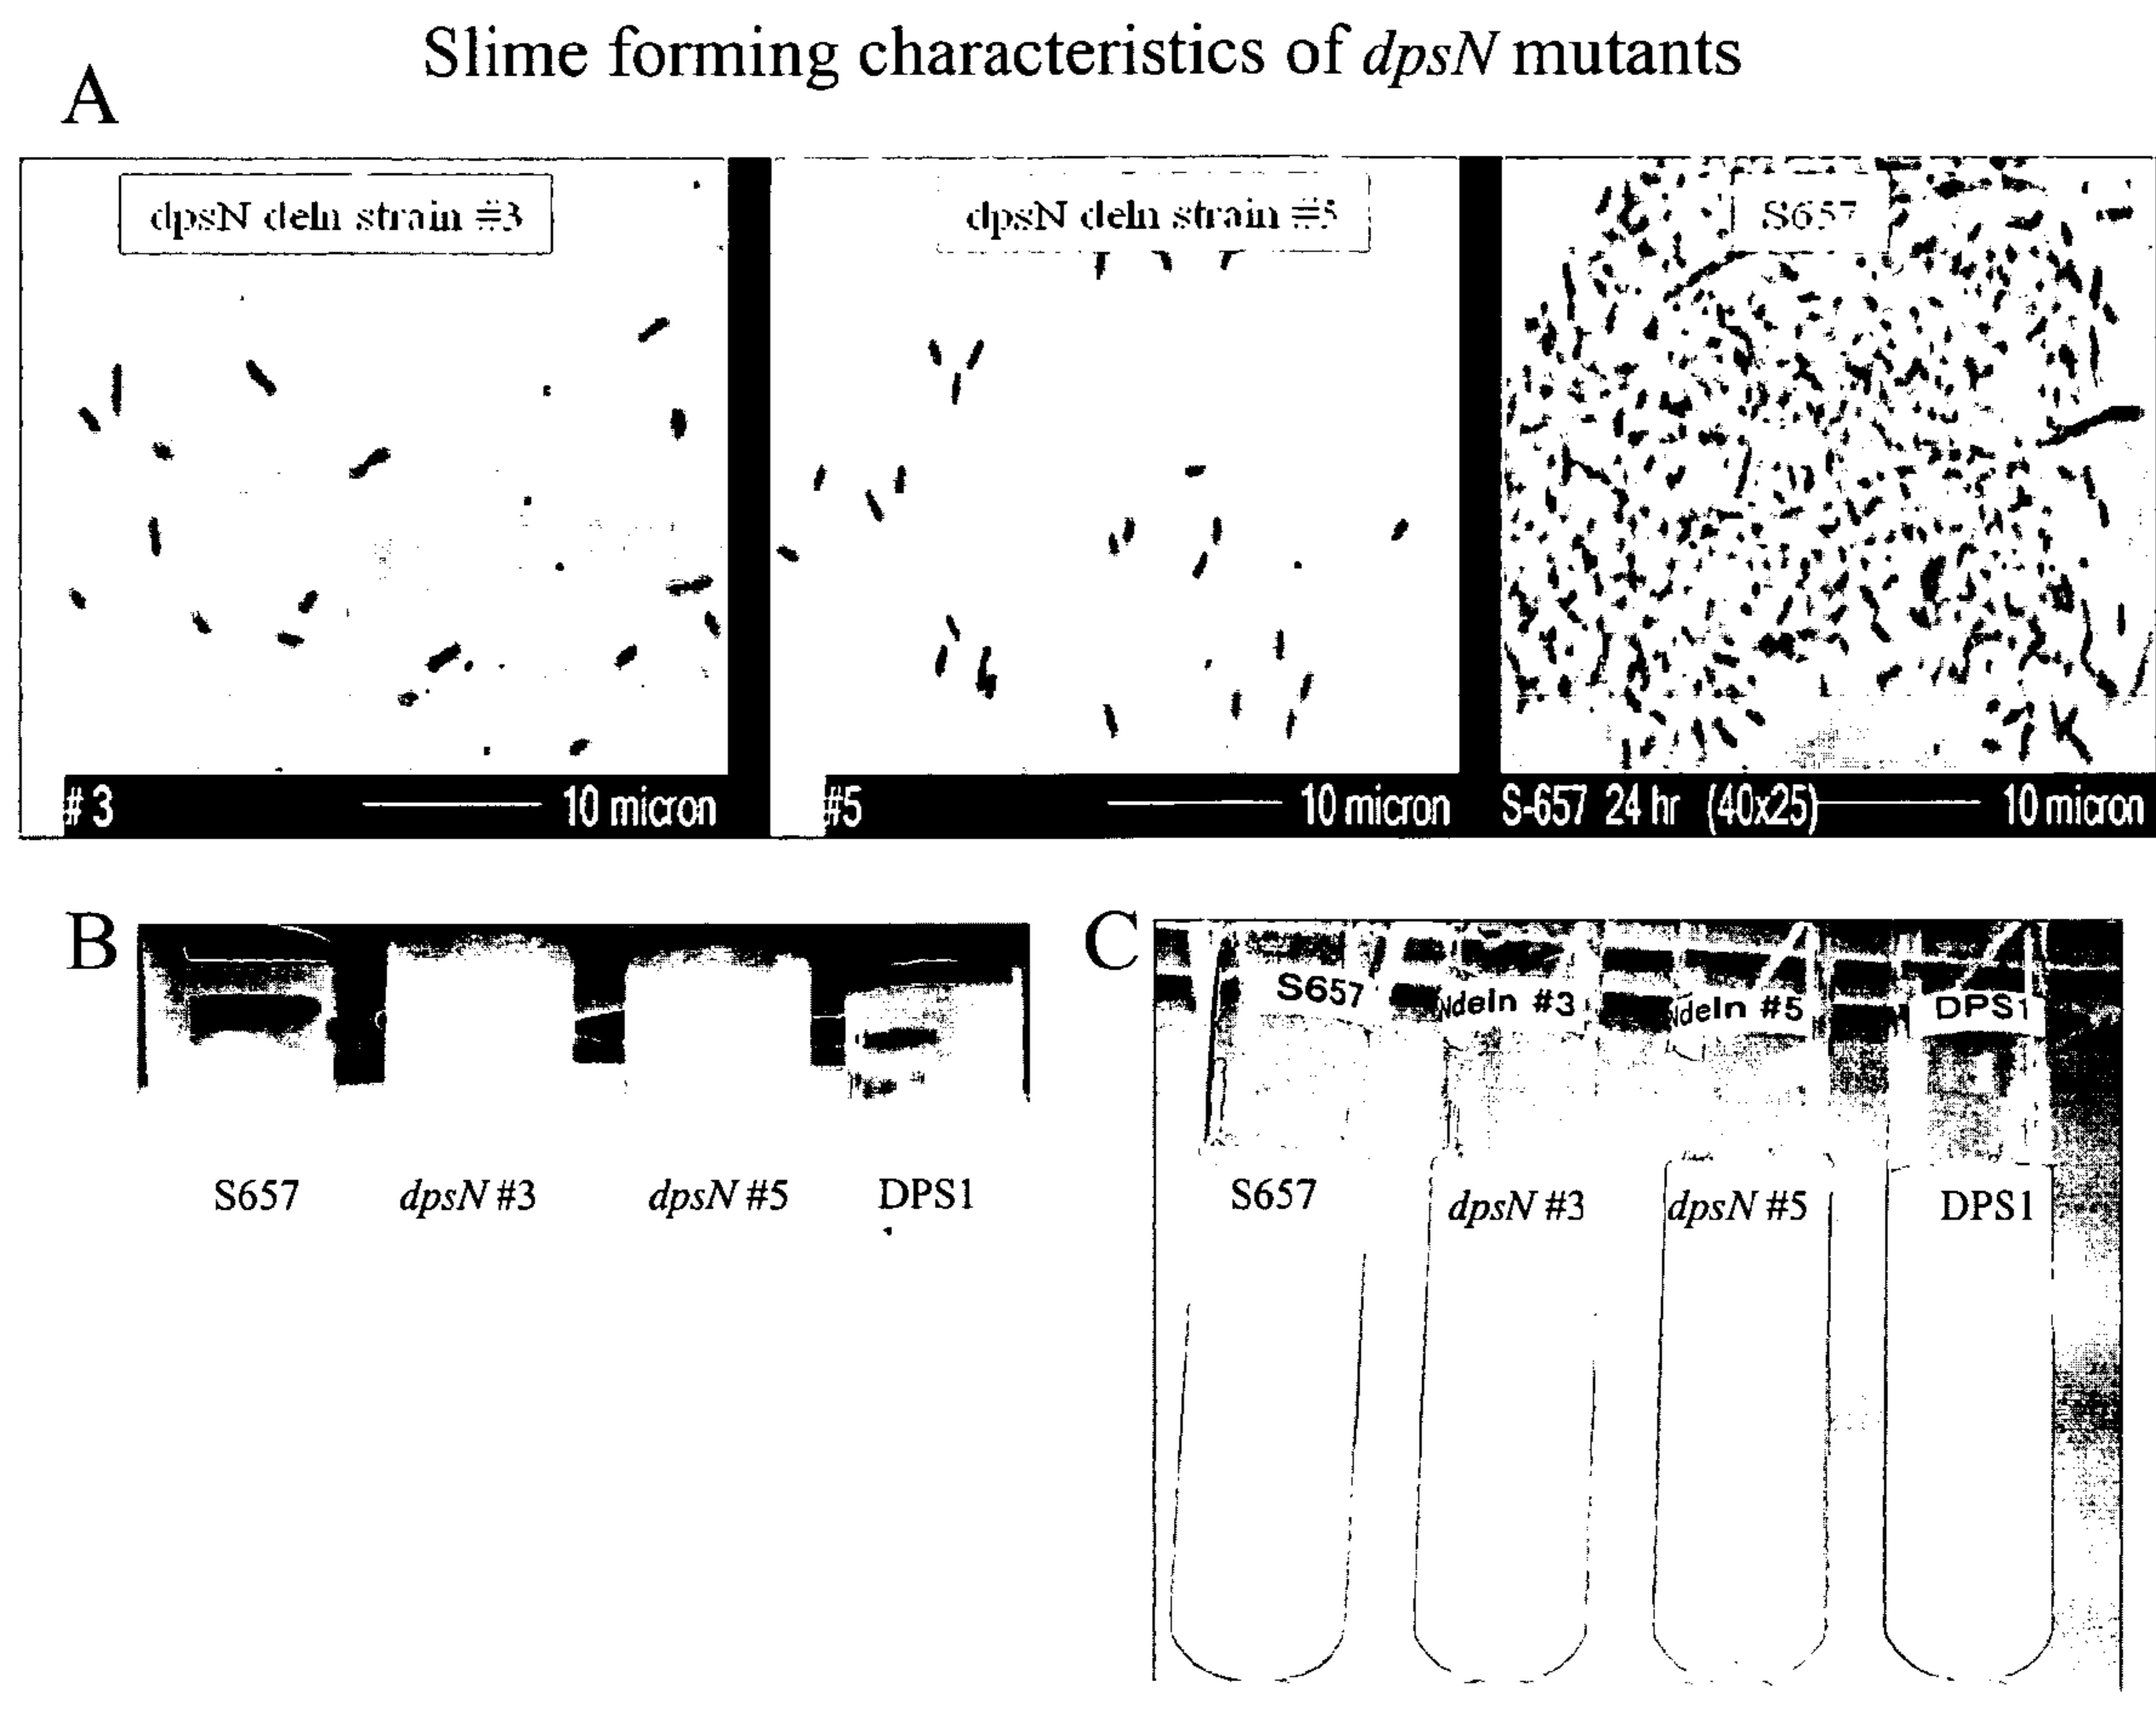 Slime forming characteristics of dpsN mutants
A
dpsN deln strain #3
dpsN deln strain #5
S657
#3 10 micron
#5 10 micron
S-657 24 hr (40x25) 10 micron
B
S657 dpsN #3 dpsN #5 DPS1
C
S657
Ndeln #3
Ndeln #5
DPS1
S657 dpsN #3 dpsN #5 DPS1